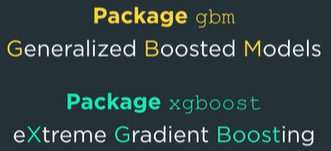 Package gbm
Generalized Boosted Models
Package xgboost
eXtreme Gradient Boosting